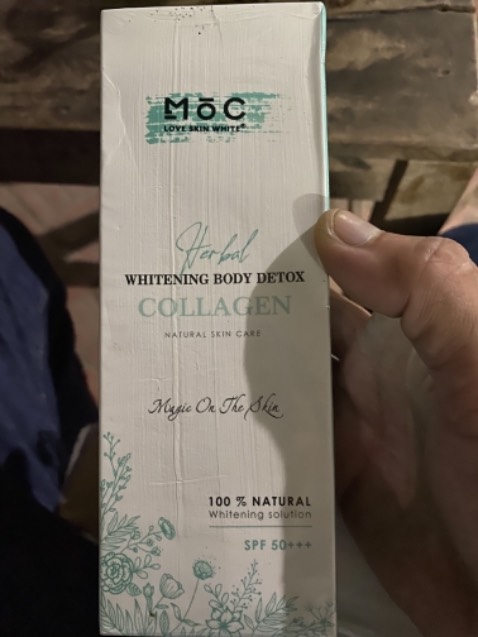 MōC
LOVE SKIN WHITE®
Herbal
WHITENING BODY DETOX
COLLAGEN
NATURAL SKIN CARE
Magic On The Skin
100 % NATURAL
Whitening solution
SPF 50+++